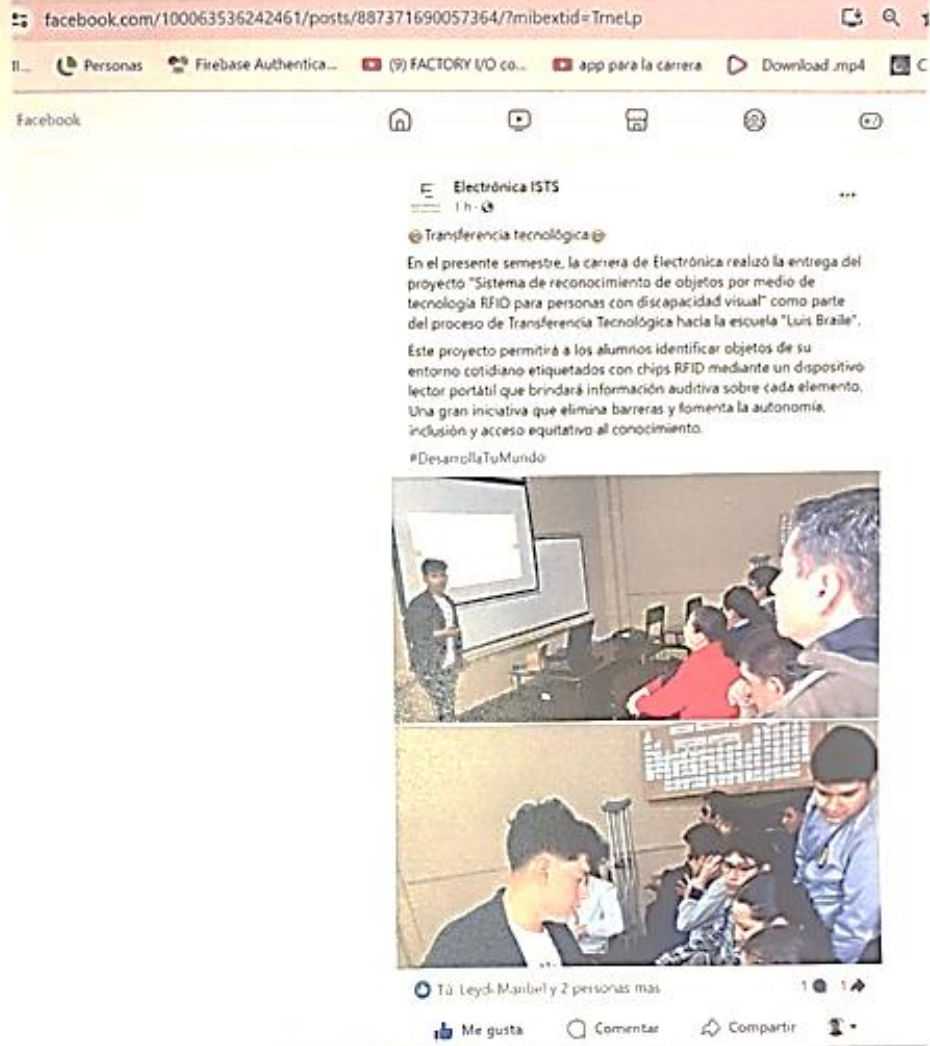 facebook.com/100063536242461/posts/887371690057364/?mibextid=TrneLp
Personas
Firebase Authentica...
(9) FACTORY I/O co...
app para la carrera
Download .mp4
C
Facebook
Electrónica ISTS
1 h
Transferencia tecnológica
En el presente semestre, la carrera de Electrónica realizó la entrega del
proyecto "Sistema de reconocimiento de objetos por medio de
tecnología RFID para personas con discapacidad visual" como parte
del proceso de Transferencia Tecnológica hacia la escuela "Luis Braile".
Este proyecto permitirá a los alumnos identificar objetos de su
entorno cotidiano etiquetados con chips RFID mediante un dispositivo
lector portátil que brindará información auditiva sobre cada elemento.
Una gran iniciativa que elimina barreras y fomenta la autonomía,
inclusión y acceso equitativo al conocimiento.
#DesarrollaTuMundo
Tú, Leydi Maribel y 2 personas mas
1 1
Me gusta
Comentar
Compartir